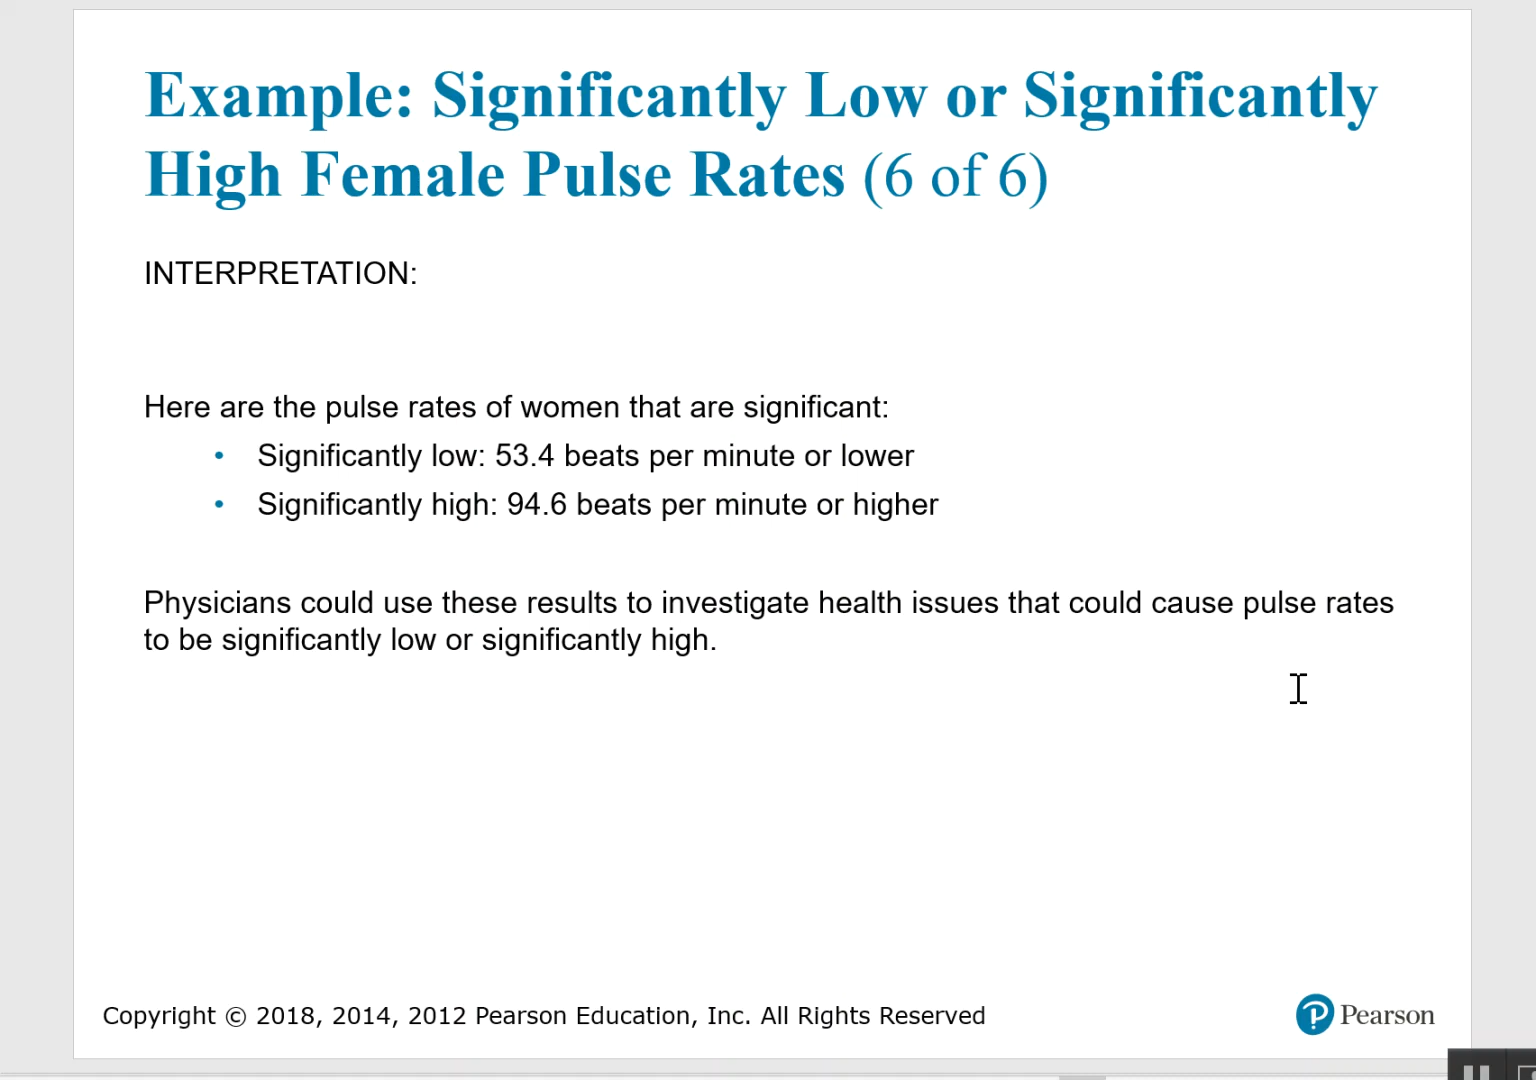 Example: Significantly Low or Significantly
High Female Pulse Rates (6 of 6)
INTERPRETATION:
Here are the pulse rates of women that are significant:
• Significantly low: 53.4 beats per minute or lower
• Significantly high: 94.6 beats per minute or higher
Physicians could use these results to investigate health issues that could cause pulse rates
to be significantly low or significantly high.
Copyright © 2018, 2014, 2012 Pearson Education, Inc. All Rights Reserved
Pearson